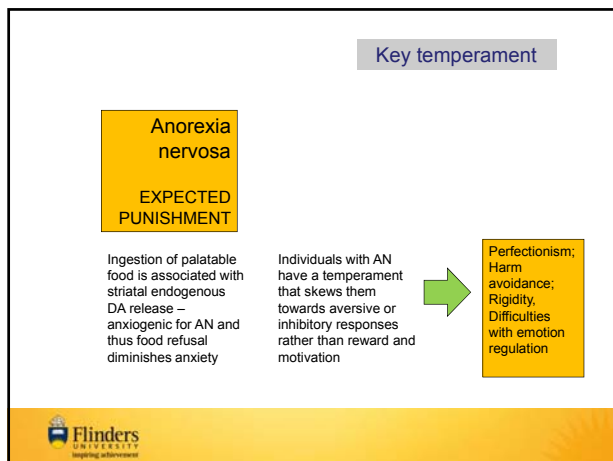 Key temperament
Anorexia
nervosa
EXPECTED
PUNISHMENT
Ingestion of palatable
food is associated with
striatal endogenous
DA release –
anxiogenic for AN and
thus food refusal
diminishes anxiety
Individuals with AN
have a temperament
that skews them
towards aversive or
inhibitory responses
rather than reward and
motivation
Perfectionism;
Harm
avoidance;
Rigidity,
Difficulties
with emotion
regulation
Flinders
UNIVERSITY
inspiring achievement